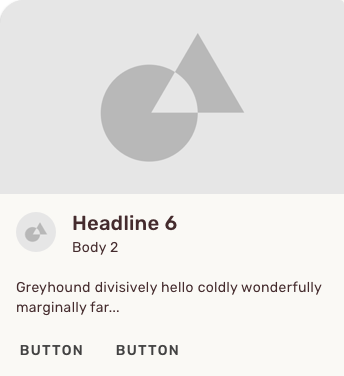 Headline 6
Body 2
Greyhound divisively hello coldly wonderfully
marginally far...
BUTTON BUTTON